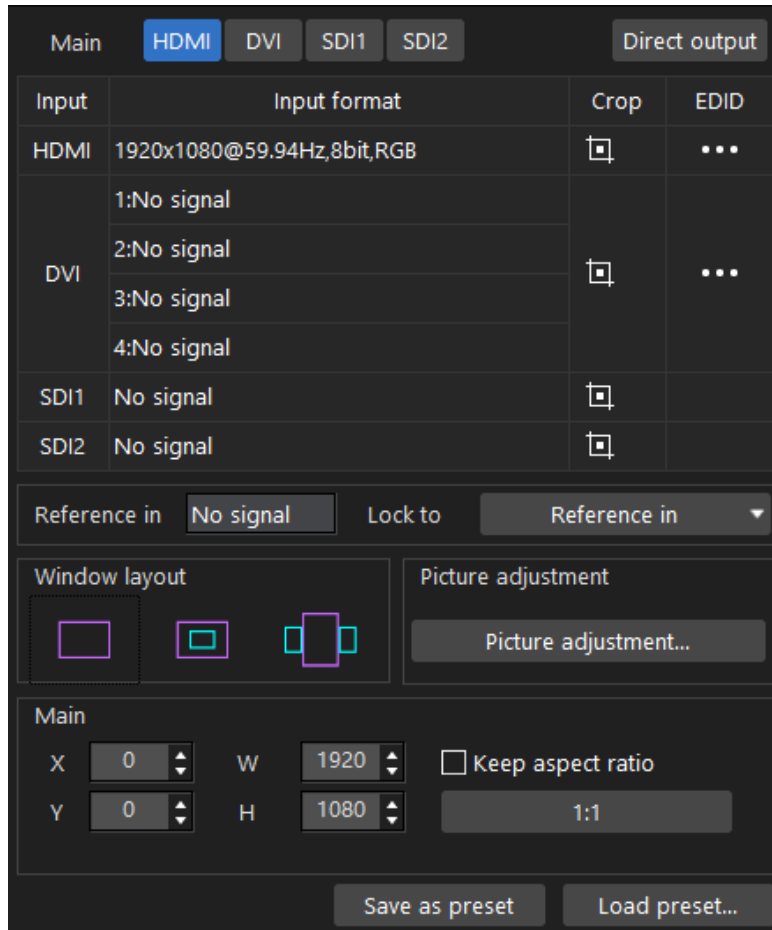 Main HDMI DVI SDI1 SDI2 Direct output
Input Input format Crop EDID
HDMI 1920x1080@59.94Hz,8bit,RGB
DVI
1:No signal
2:No signal
3:No signal
4:No signal
SDI1 No signal
SDI2 No signal
Reference in No signal Lock to Reference in
Window layout
Picture adjustment
Picture adjustment...
Main
X 0 W 1920 Keep aspect ratio
Y 0 H 1080 1:1
Save as preset Load preset...